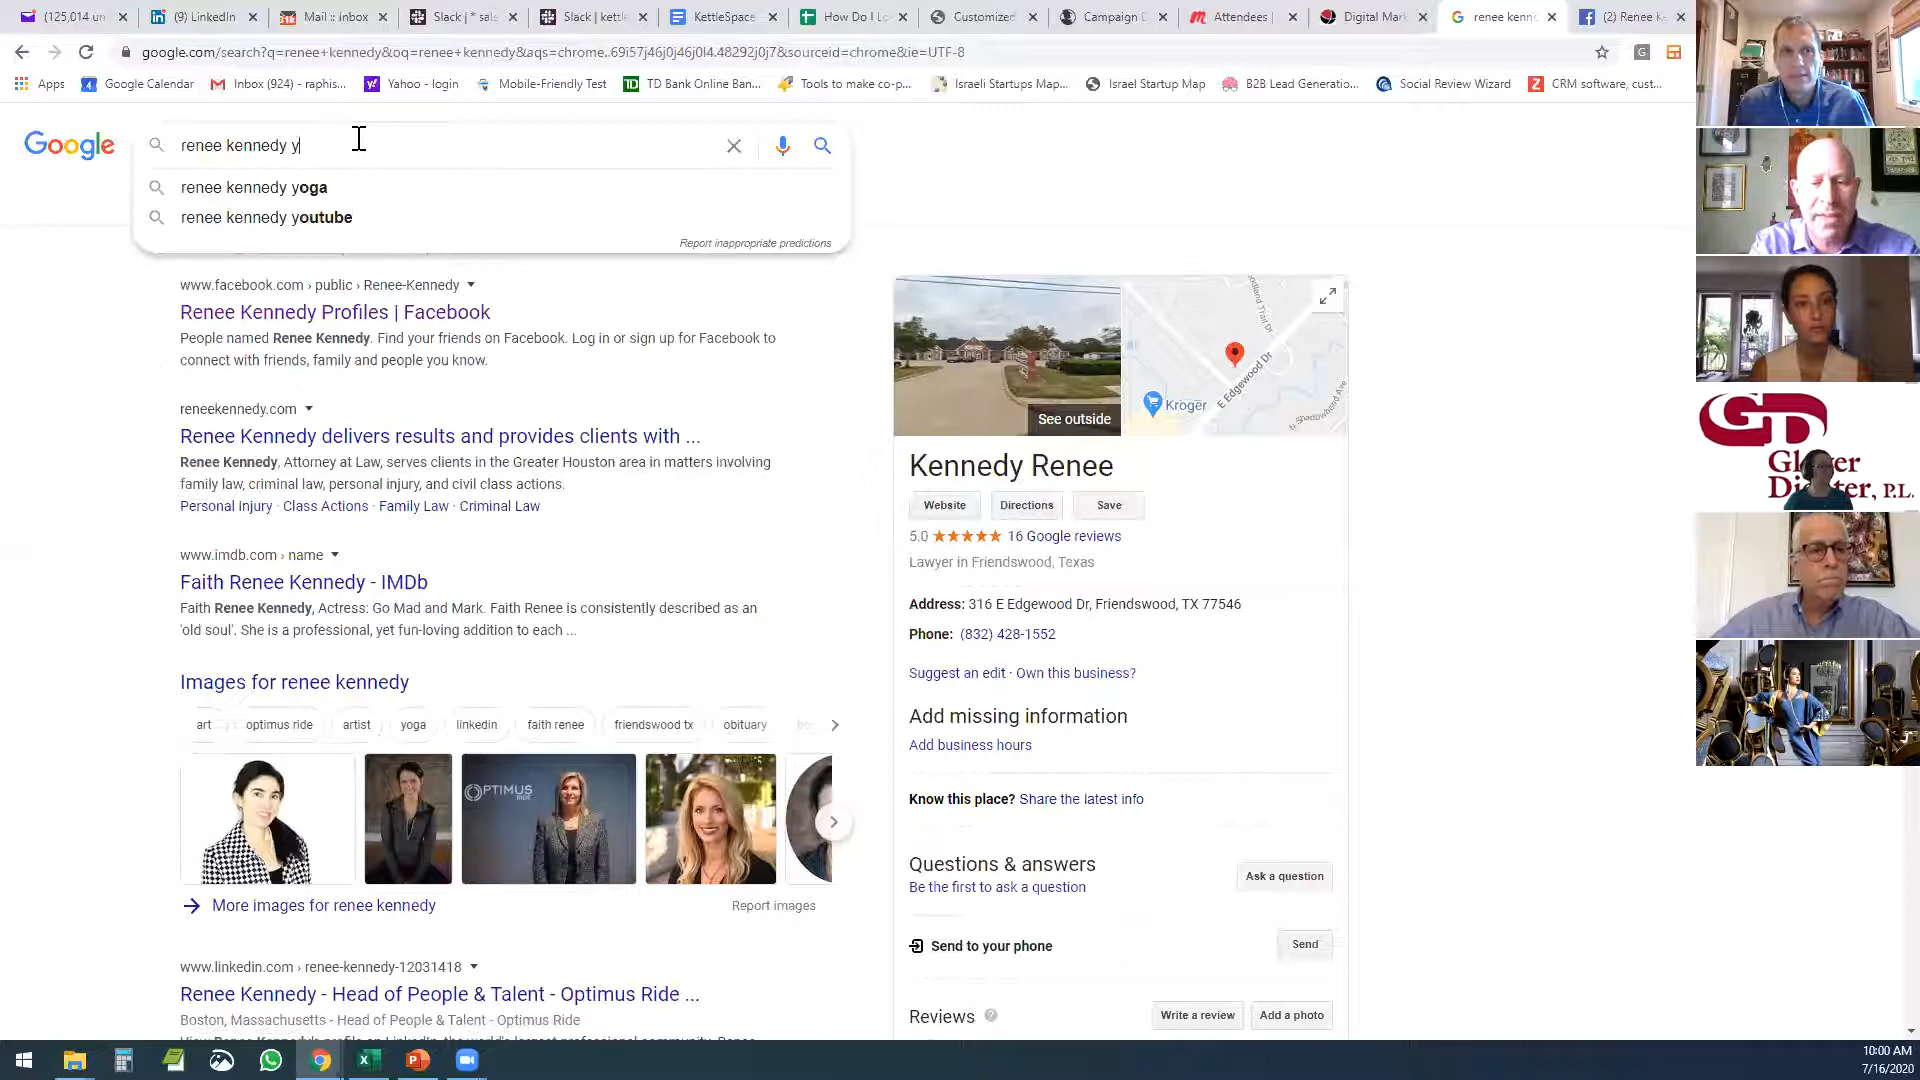 (125,014 un
(9) LinkedIn
Mail :: Inbox
Slack | * sale
Slack | kettle
KettleSpace
How Do I Lo
Customized
Campaign D
Attendees |
Digital Mark
renee kenn
(2) Renee K
google.com/search?q=renee+kennedy&oq=renee+kennedy&aqs=chrome..69i57j46j0j46j0l4.48292j0j7&sourceid=chrome&ie=UTF-8
Apps
Google Calendar
Inbox (924) - raphis...
Yahoo - login
Mobile-Friendly Test
TD Bank Online Ban...
Tools to make co-p...
Israeli Startups Map...
Israel Startup Map
B2B Lead Generatio...
Social Review Wizard
CRM software, cust...
Google
renee kennedy y
renee kennedy yoga
renee kennedy youtube
Report inappropriate predictions
www.facebook.com › public › Renee-Kennedy
Renee Kennedy Profiles | Facebook
People named Renee Kennedy. Find your friends on Facebook. Log in or sign up for Facebook to
connect with friends, family and people you know.
reneekennedy.com
Renee Kennedy delivers results and provides clients with ...
Renee Kennedy, Attorney at Law, serves clients in the Greater Houston area in matters involving
family law, criminal law, personal injury, and civil class actions.
Personal Injury · Class Actions · Family Law · Criminal Law
www.imdb.com › name
Faith Renee Kennedy - IMDb
Faith Renee Kennedy, Actress: Go Mad and Mark. Faith Renee is consistently described as an
'old soul'. She is a professional, yet fun-loving addition to each ...
Images for renee kennedy
art
optimus ride
artist
yoga
linkedin
faith renee
friendswood tx
obituary
OPTIMUS
RIDE
More images for renee kennedy
Report images
www.linkedin.com › renee-kennedy-12031418
Renee Kennedy - Head of People & Talent - Optimus Ride ...
Boston, Massachusetts - Head of People & Talent - Optimus Ride
See outside
Kroger
E Edgewood Dr
Kennedy Renee
Website
Directions
Save
5.0
16 Google reviews
Lawyer in Friendswood, Texas
Address: 316 E Edgewood Dr, Friendswood, TX 77546
Phone: (832) 428-1552
Suggest an edit · Own this business?
Add missing information
Add business hours
Know this place? Share the latest info
Questions & answers
Be the first to ask a question
Ask a question
Send to your phone
Send
Reviews
Write a review
Add a photo
GD
P.L.
10:00 AM
7/16/2020